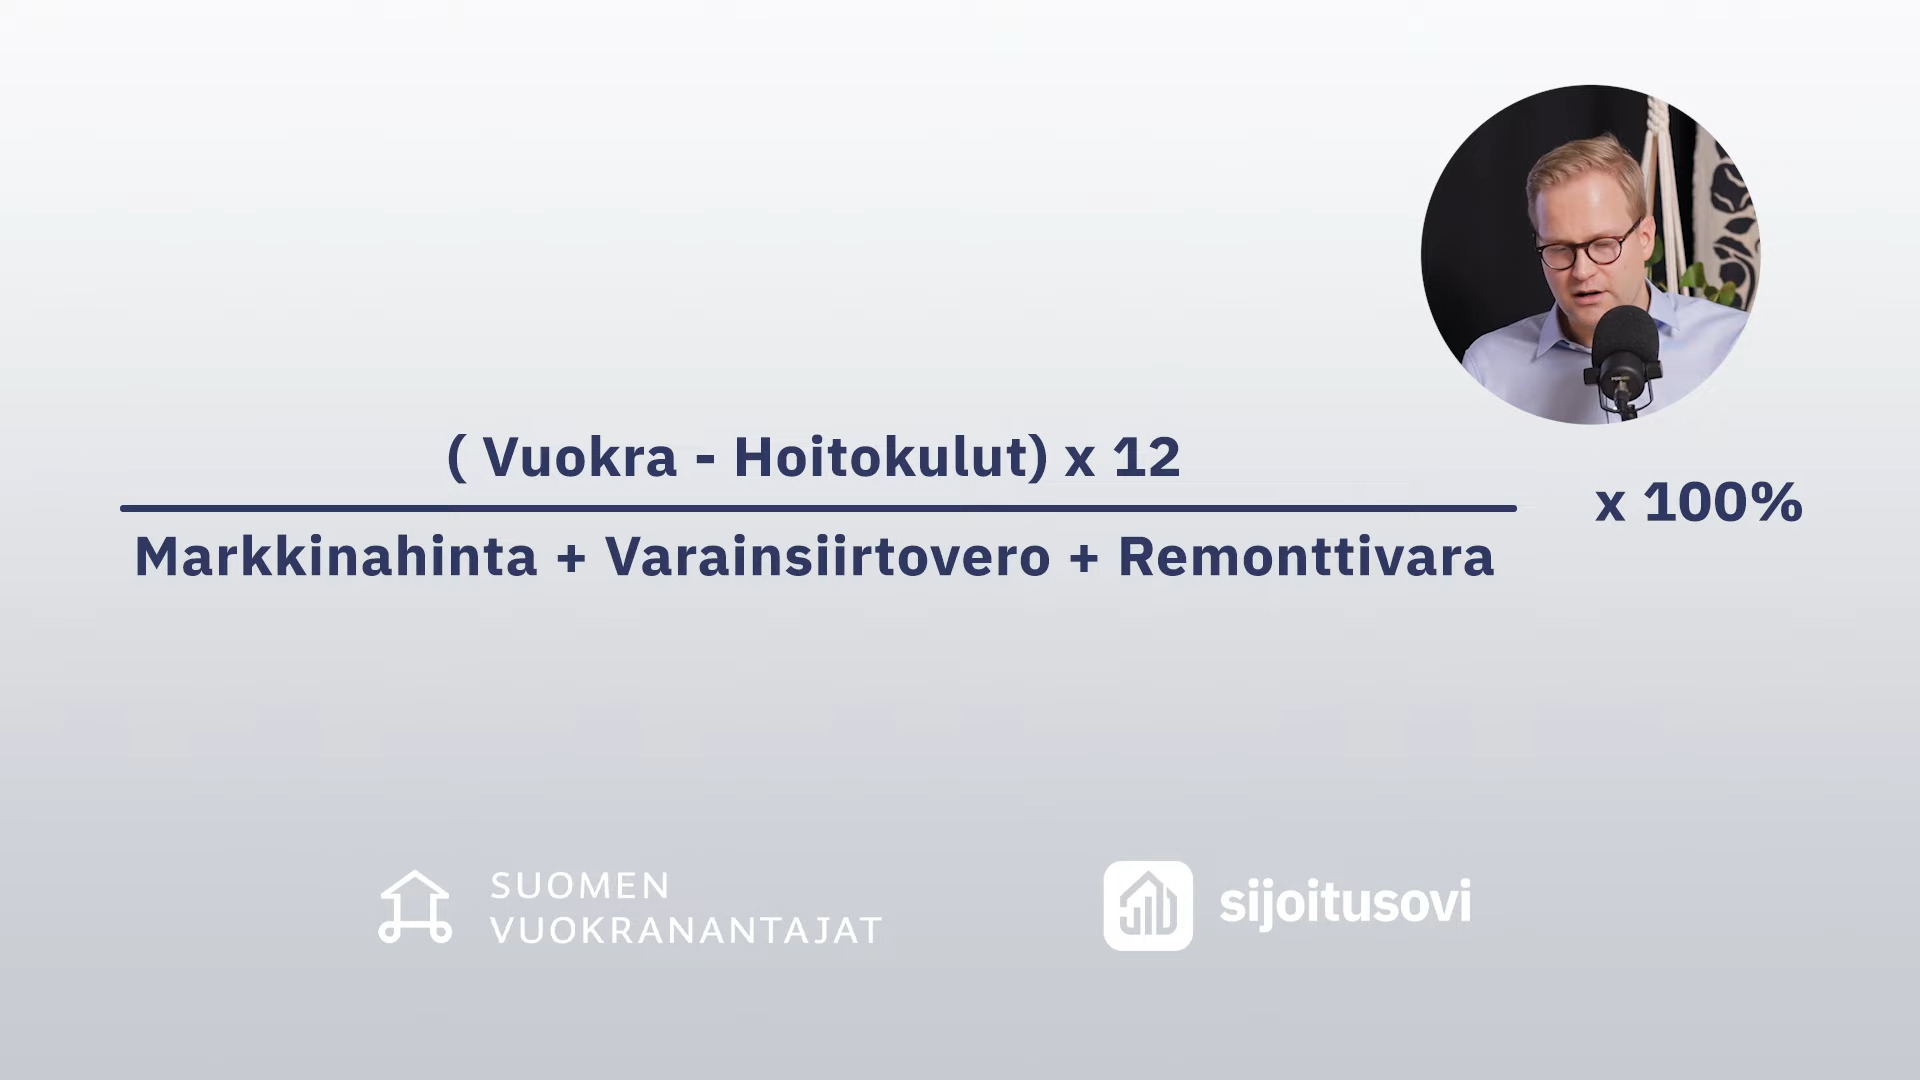 ( Vuokra - Hoitokulut) x 12
x 100%
Markkinahinta + Varainsiirtovero + Remonttivara
SUOMEN
VUOKRANANTAJAT
sijoitusovi